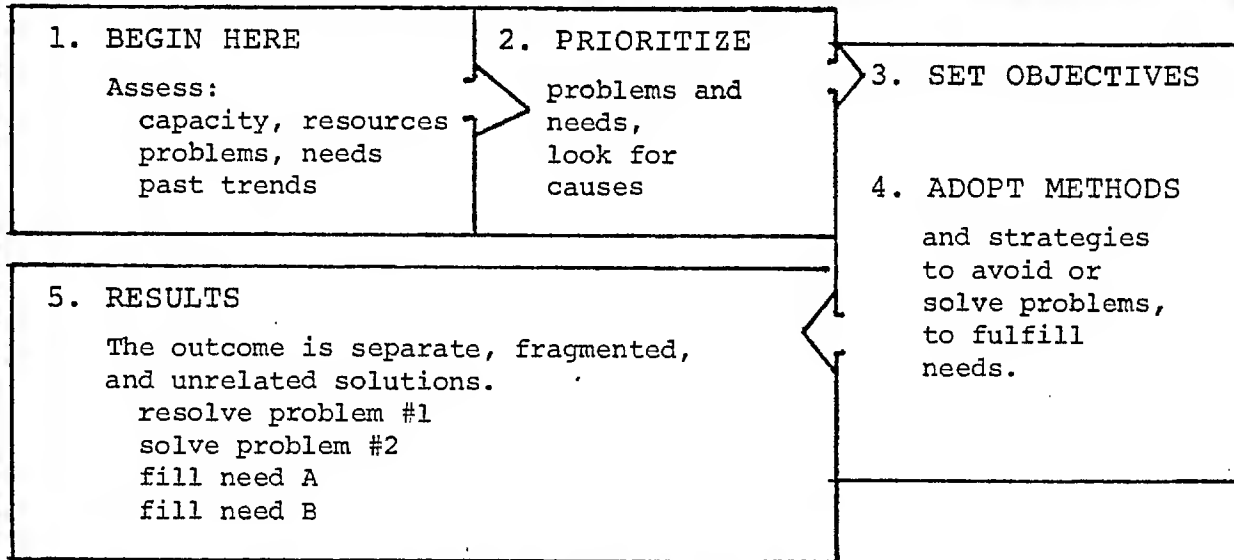 1. BEGIN HERE
Assess:
capacity, resources
problems, needs
past trends
2. PRIORITIZE
problems and
needs,
look for
causes
3. SET OBJECTIVES
4. ADOPT METHODS
and strategies
to avoid or
solve problems,
to fulfill
needs.
5. RESULTS
The outcome is separate, fragmented,
and unrelated solutions.
resolve problem #1
solve problem #2
fill need A
fill need B